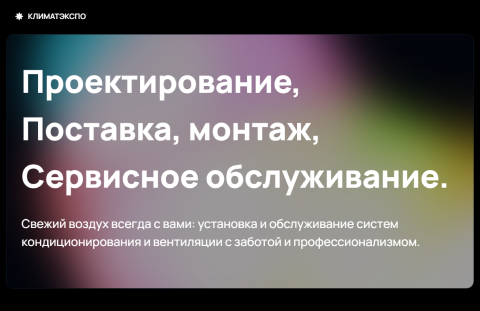 КЛИМАТЭКСПО
Проектирование,
Поставка, монтаж,
Сервисное обслуживание.
Свежий воздух всегда с вами: установка и обслуживание систем
кондиционирования и вентиляции с заботой и профессионализмом.